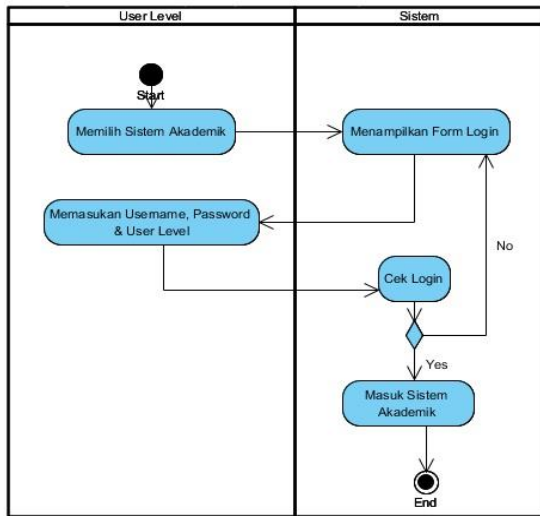 User Level
Sistem
Start
Memilih Sistem Akademik
Menampilkan Form Login
Memasukan Username, Password
& User Level
No
Cek Login
Yes
Masuk Sistem
Akademik
End